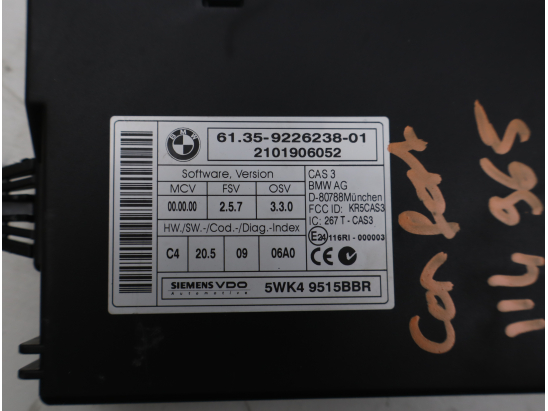 BMW
61.35-9226238-01
2101906052
Software, Version
MCV FSV OSV
00.00.00 2.5.7 3.3.0
HW./SW.-/Cod.-/Diag.-Index
C4 20.5 09 06A0
SIEMENS VDO
Automotive
CAS 3
BMW AG
D-80788München
FCC ID: KR5CAS3
IC: 267 T - CAS3
E24 116RI - 000003
CE
5WK4 9515BBR
114 965